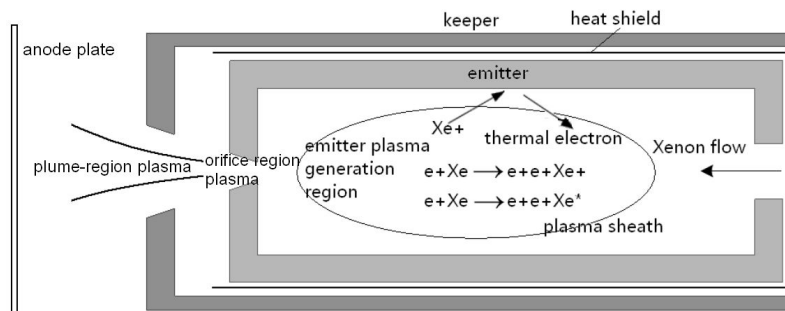 keeper
heat shield
anode plate
emitter
Xe+
thermal electron
emitter plasma
generation
region
Xenon flow
plume-region plasma
orifice region
plasma
e+Xe → e+e+Xe+
e+Xe → e+e+Xe*
plasma sheath